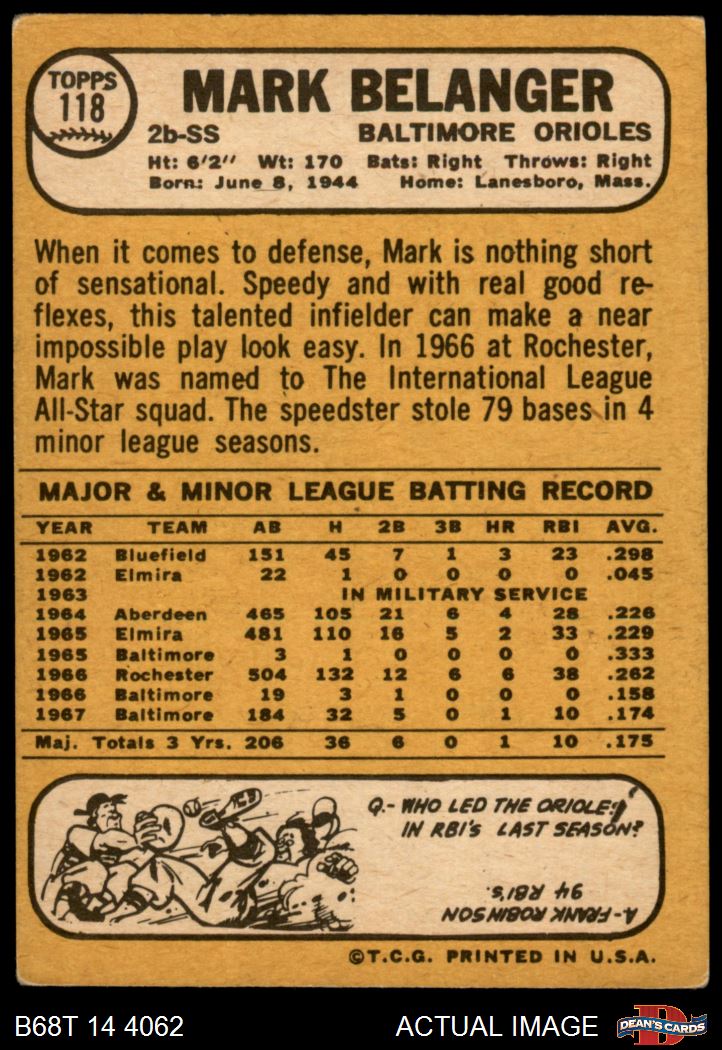 TOPPS
118
MARK BELANGER
2b-SS BALTIMORE ORIOLES
Ht: 6'2" Wt: 170 Bats: Right Throws: Right
Born: June 8, 1944 Home: Lanesboro, Mass.
When it comes to defense, Mark is nothing short
of sensational. Speedy and with real good re-
flexes, this talented infielder can make a near
impossible play look easy. In 1966 at Rochester,
Mark was named to The International League
All-Star squad. The speedster stole 79 bases in 4
minor league seasons.
MAJOR & MINOR LEAGUE BATTING RECORD
YEAR TEAM AB H 2B 3B HR RBI AVG.
1962 Bluefield 151 45 7 1 3 23 .298
1962 Elmira 22 1 0 0 0 0 .045
1963 IN MILITARY SERVICE
1964 Aberdeen 465 105 21 6 4 28 .226
1965 Elmira 481 110 16 5 2 33 .229
1965 Baltimore 3 1 0 0 0 0 .333
1966 Rochester 504 132 12 6 6 38 .262
1966 Baltimore 19 3 1 0 0 0 .158
1967 Baltimore 184 32 5 0 1 10 .174
Maj. Totals 3 Yrs. 206 36 6 0 1 10 .175
Q.- WHO LED THE ORIOLES
IN RBI'S LAST SEASON?
A-FRANK ROBINSON
94 RBI'S.
©T.C.G. PRINTED IN U.S.A.
B68T 14 4062 ACTUAL IMAGE
DEAN'S CARDS